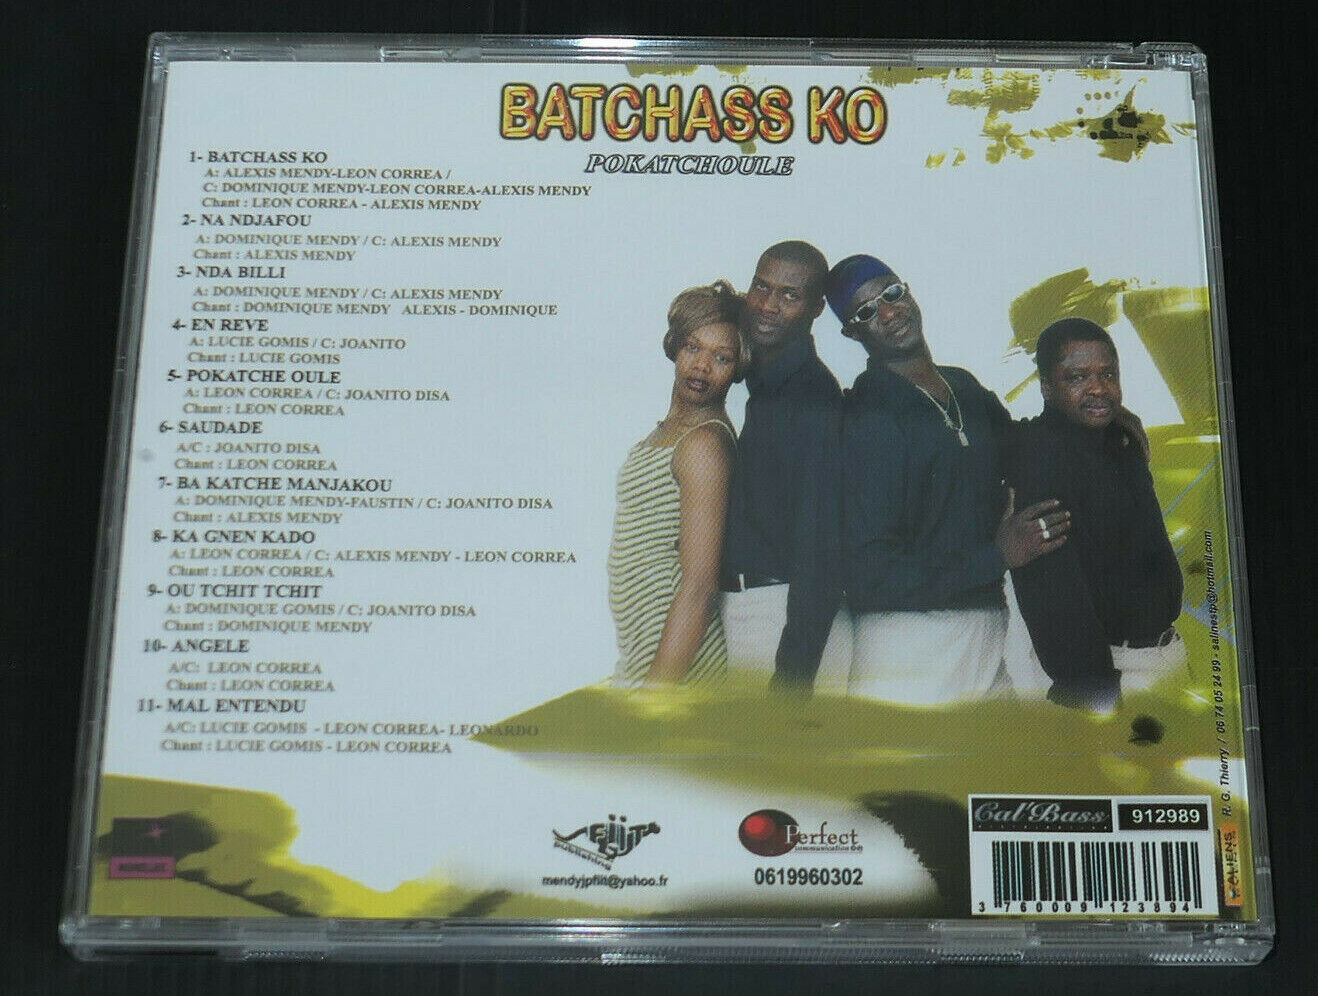 BATCHASS KO
POKATCHOULE
1- BATCHASS KO
A: ALEXIS MENDY-LEON CORREA /
C: DOMINIQUE MENDY-LEON CORREA-ALEXIS MENDY
Chant : LEON CORREA - ALEXIS MENDY
2- NA NDJAFOU
A: DOMINIQUE MENDY / C: ALEXIS MENDY
Chant : ALEXIS MENDY
3- NDA BILLI
A: DOMINIQUE MENDY / C: ALEXIS MENDY
Chant : DOMINIQUE MENDY ALEXIS - DOMINIQUE
4- EN REVE
A: LUCIE GOMIS / C: JOANITO
Chant : LUCIE GOMIS
5- POKATCHE OULE
A: LEON CORREA / C: JOANITO DISA
Chant : LEON CORREA
6- SAUDADE
A/C : JOANITO DISA
Chant : LEON CORREA
7- BA KATCHE MANJAKOU
A: DOMINIQUE MENDY-FAUSTIN / C: JOANITO DISA
Chant : ALEXIS MENDY
8- KA GNEN KADO
A: LEON CORREA / C: ALEXIS MENDY - LEON CORREA
Chant : LEON CORREA
9- OU TCHIT TCHIT
A: DOMINIQUE GOMIS / C: JOANITO DISA
Chant : DOMINIQUE MENDY
10- ANGELE
A/C: LEON CORREA
Chant : LEON CORREA
11- MAL ENTENDU
A/C: LUCIE GOMIS - LEON CORREA- LEONARDO
Chant : LUCIE GOMIS - LEON CORREA
publishing
mendyjpfiit@yahoo.fr
Perfect
communication
0619960302
Cal'Bass
912989
3 760009 123894
R. G. Thierry / 06 74 05 24 99 - salinestp@hotmail.com